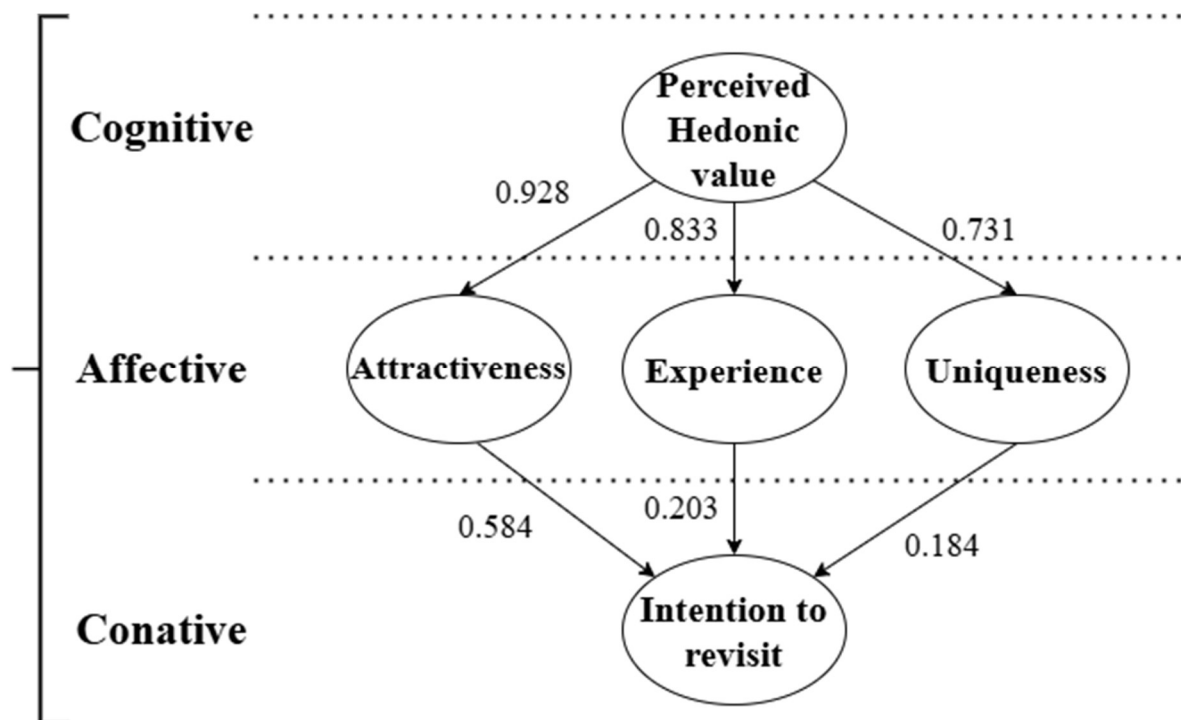 Cognitive
Perceived
Hedonic
value
0.928
0.833
0.731
Affective
Attractiveness
Experience
Uniqueness
0.584
0.203
0.184
Conative
Intention to
revisit